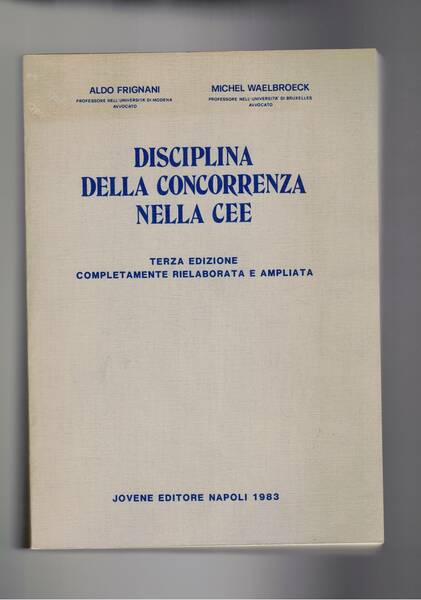 ALDO FRIGNANI
PROFESSORE NELL'UNIVERSITÀ DI MODENA
AVVOCATO
MICHEL WAELBROECK
PROFESSORE NELL'UNIVERSITÀ DI BRUXELLES
AVVOCATO
DISCIPLINA
DELLA CONCORRENZA
NELLA CEE
TERZA EDIZIONE
COMPLETAMENTE RIELABORATA E AMPLIATA
JOVENE EDITORE NAPOLI 1983